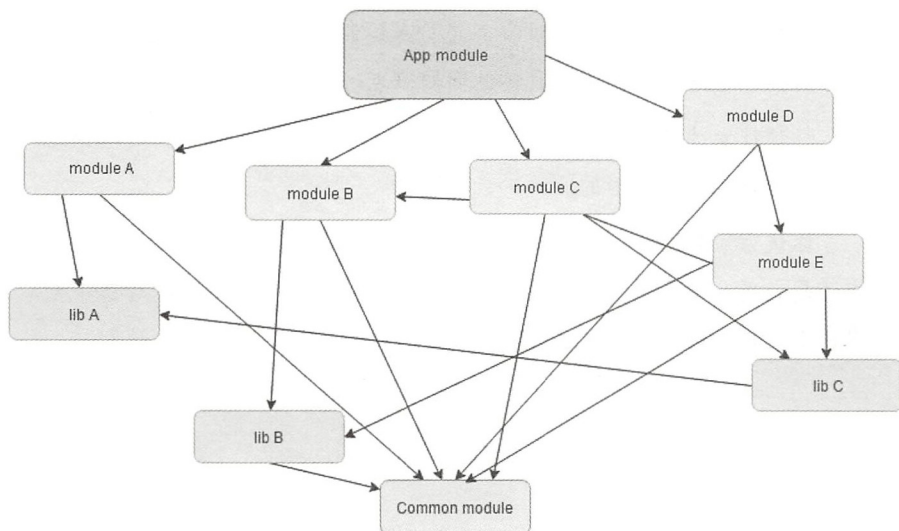 App module
module D
module A
module B
module C
module E
lib A
lib C
lib B
Common module